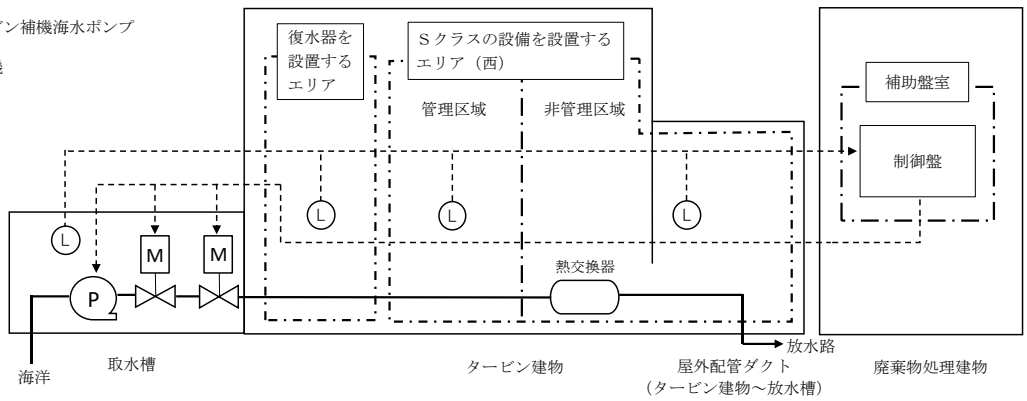 ン補機海水ポンプ
復水器を
設置する
エリア
Sクラスの設備を設置する
エリア（西）
管理区域
非管理区域
補助盤室
制御盤
L
L
L
L
M
M
P
熱交換器
放水路
海洋
取水槽
タービン建物
屋外配管ダクト
（タービン建物～放水槽）
廃棄物処理建物